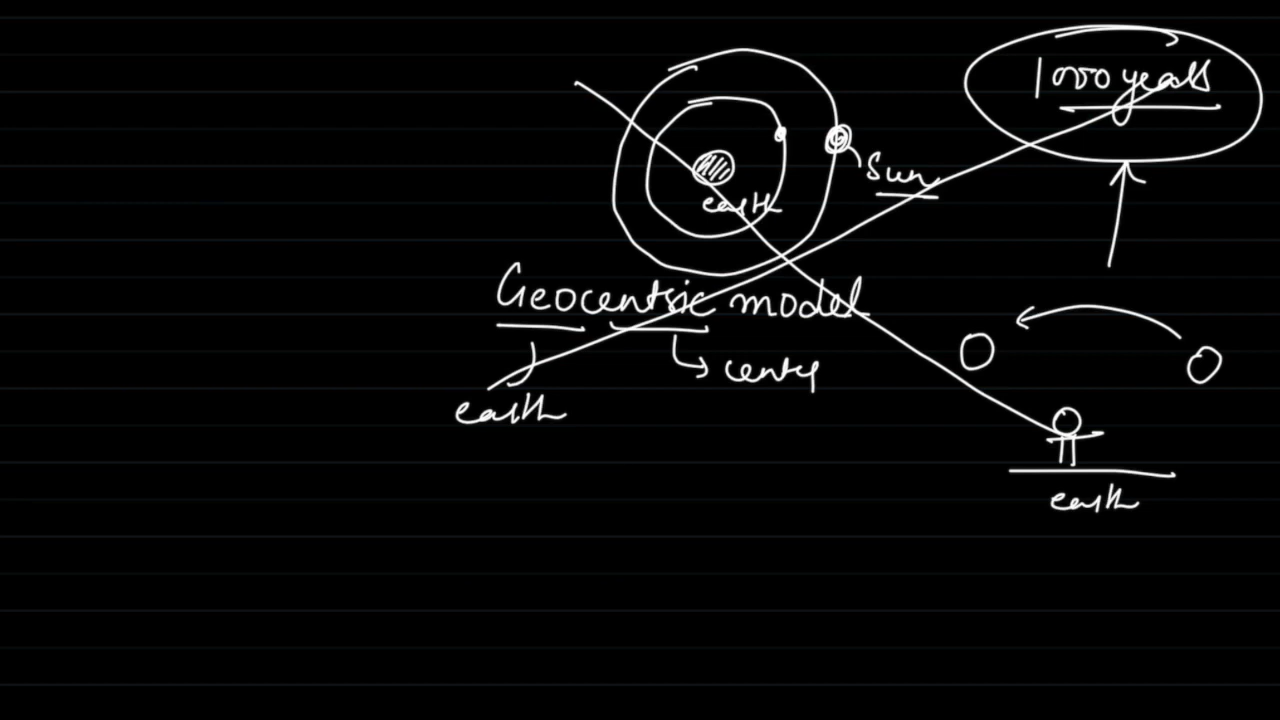 1000 years
Sun
earth
Geocentric model
centre
earth
earth